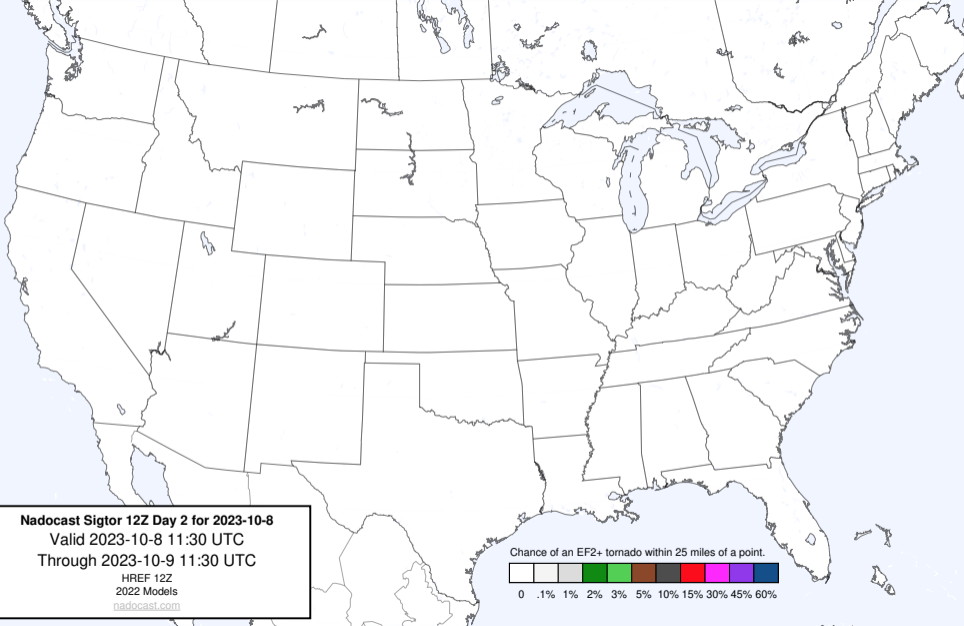 Nadocast Sigtor 12Z Day 2 for 2023-10-8
Valid 2023-10-8 11:30 UTC
Through 2023-10-9 11:30 UTC
HREF 12Z
2022 Models
nadocast.com
Chance of an EF2+ tornado within 25 miles of a point.
0 .1% 1% 2% 3% 5% 10% 15% 30% 45% 60%